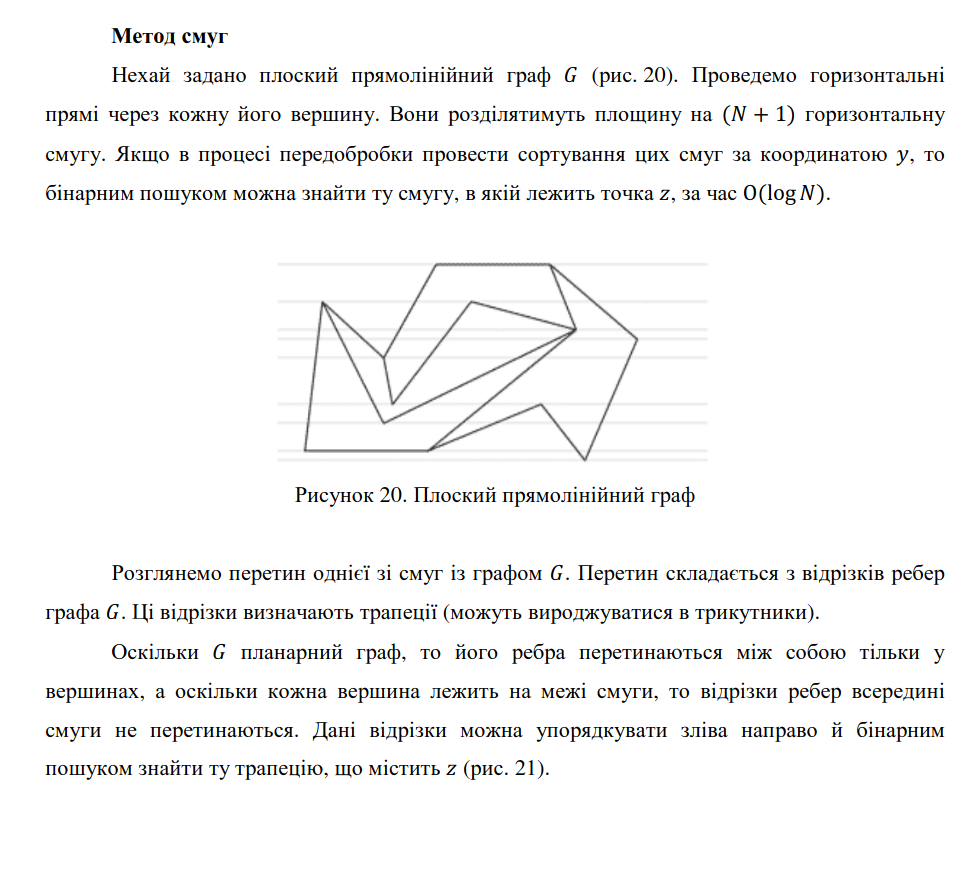 Метод смуг
Нехай задано плоский прямолінійний граф G (рис. 20). Проведемо горизонтальні
прямі через кожну його вершину. Вони розділятимуть площину на (N + 1) горизонтальну
смугу. Якщо в процесі передобробки провести сортування цих смуг за координатою y, то
бінарним пошуком можна знайти ту смугу, в якій лежить точка z, за час O(log N).
Рисунок 20. Плоский прямолінійний граф
Розглянемо перетин однієї зі смуг із графом G. Перетин складається з відрізків ребер
графа G. Ці відрізки визначають трапеції (можуть вироджуватися в трикутники).
Оскільки G планарний граф, то його ребра перетинаються між собою тільки у
вершинах, а оскільки кожна вершина лежить на межі смуги, то відрізки ребер всередині
смуги не перетинаються. Дані відрізки можна упорядкувати зліва направо й бінарним
пошуком знайти ту трапецію, що містить z (рис. 21).